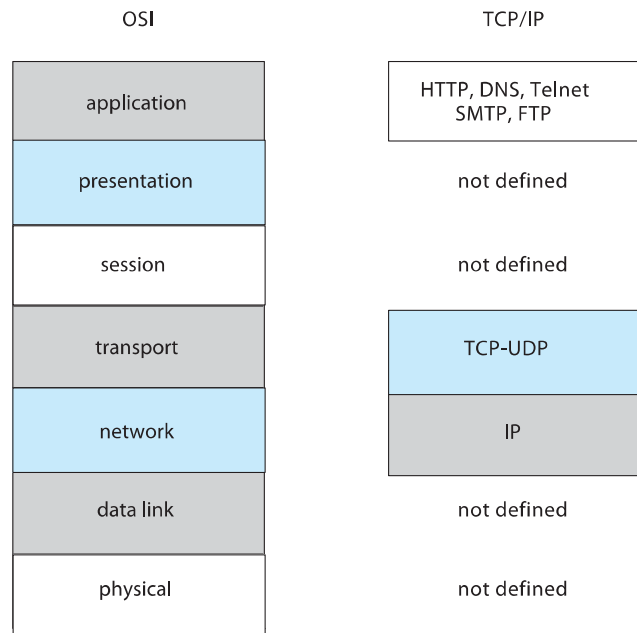 OSI
TCP/IP
application
HTTP, DNS, Telnet
SMTP, FTP
presentation
not defined
session
not defined
transport
TCP-UDP
network
IP
data link
not defined
physical
not defined